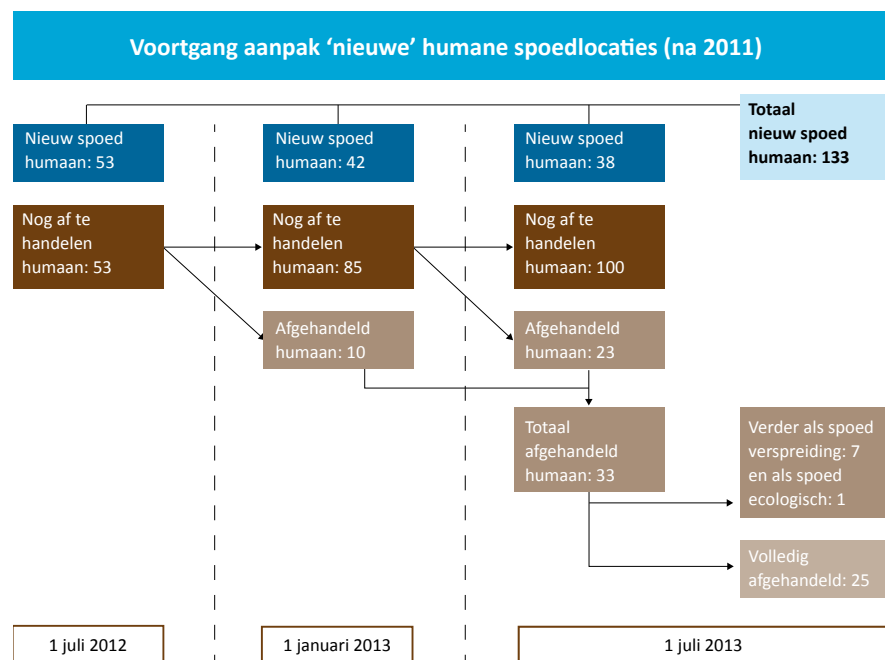 Voortgang aanpak ‘nieuwe’ humane spoedlocaties (na 2011)
Totaal
nieuw spoed
humaan: 133
Nieuw spoed
humaan: 53
Nieuw spoed
humaan: 42
Nieuw spoed
humaan: 38
Nog af te
handelen
humaan: 53
Nog af te
handelen
humaan: 85
Nog af te
handelen
humaan: 100
Afgehandeld
humaan: 10
Afgehandeld
humaan: 23
Totaal
afgehandeld
humaan: 33
Verder als spoed
verspreiding: 7
en als spoed
ecologisch: 1
Volledig
afgehandeld: 25
1 juli 2012
1 januari 2013
1 juli 2013